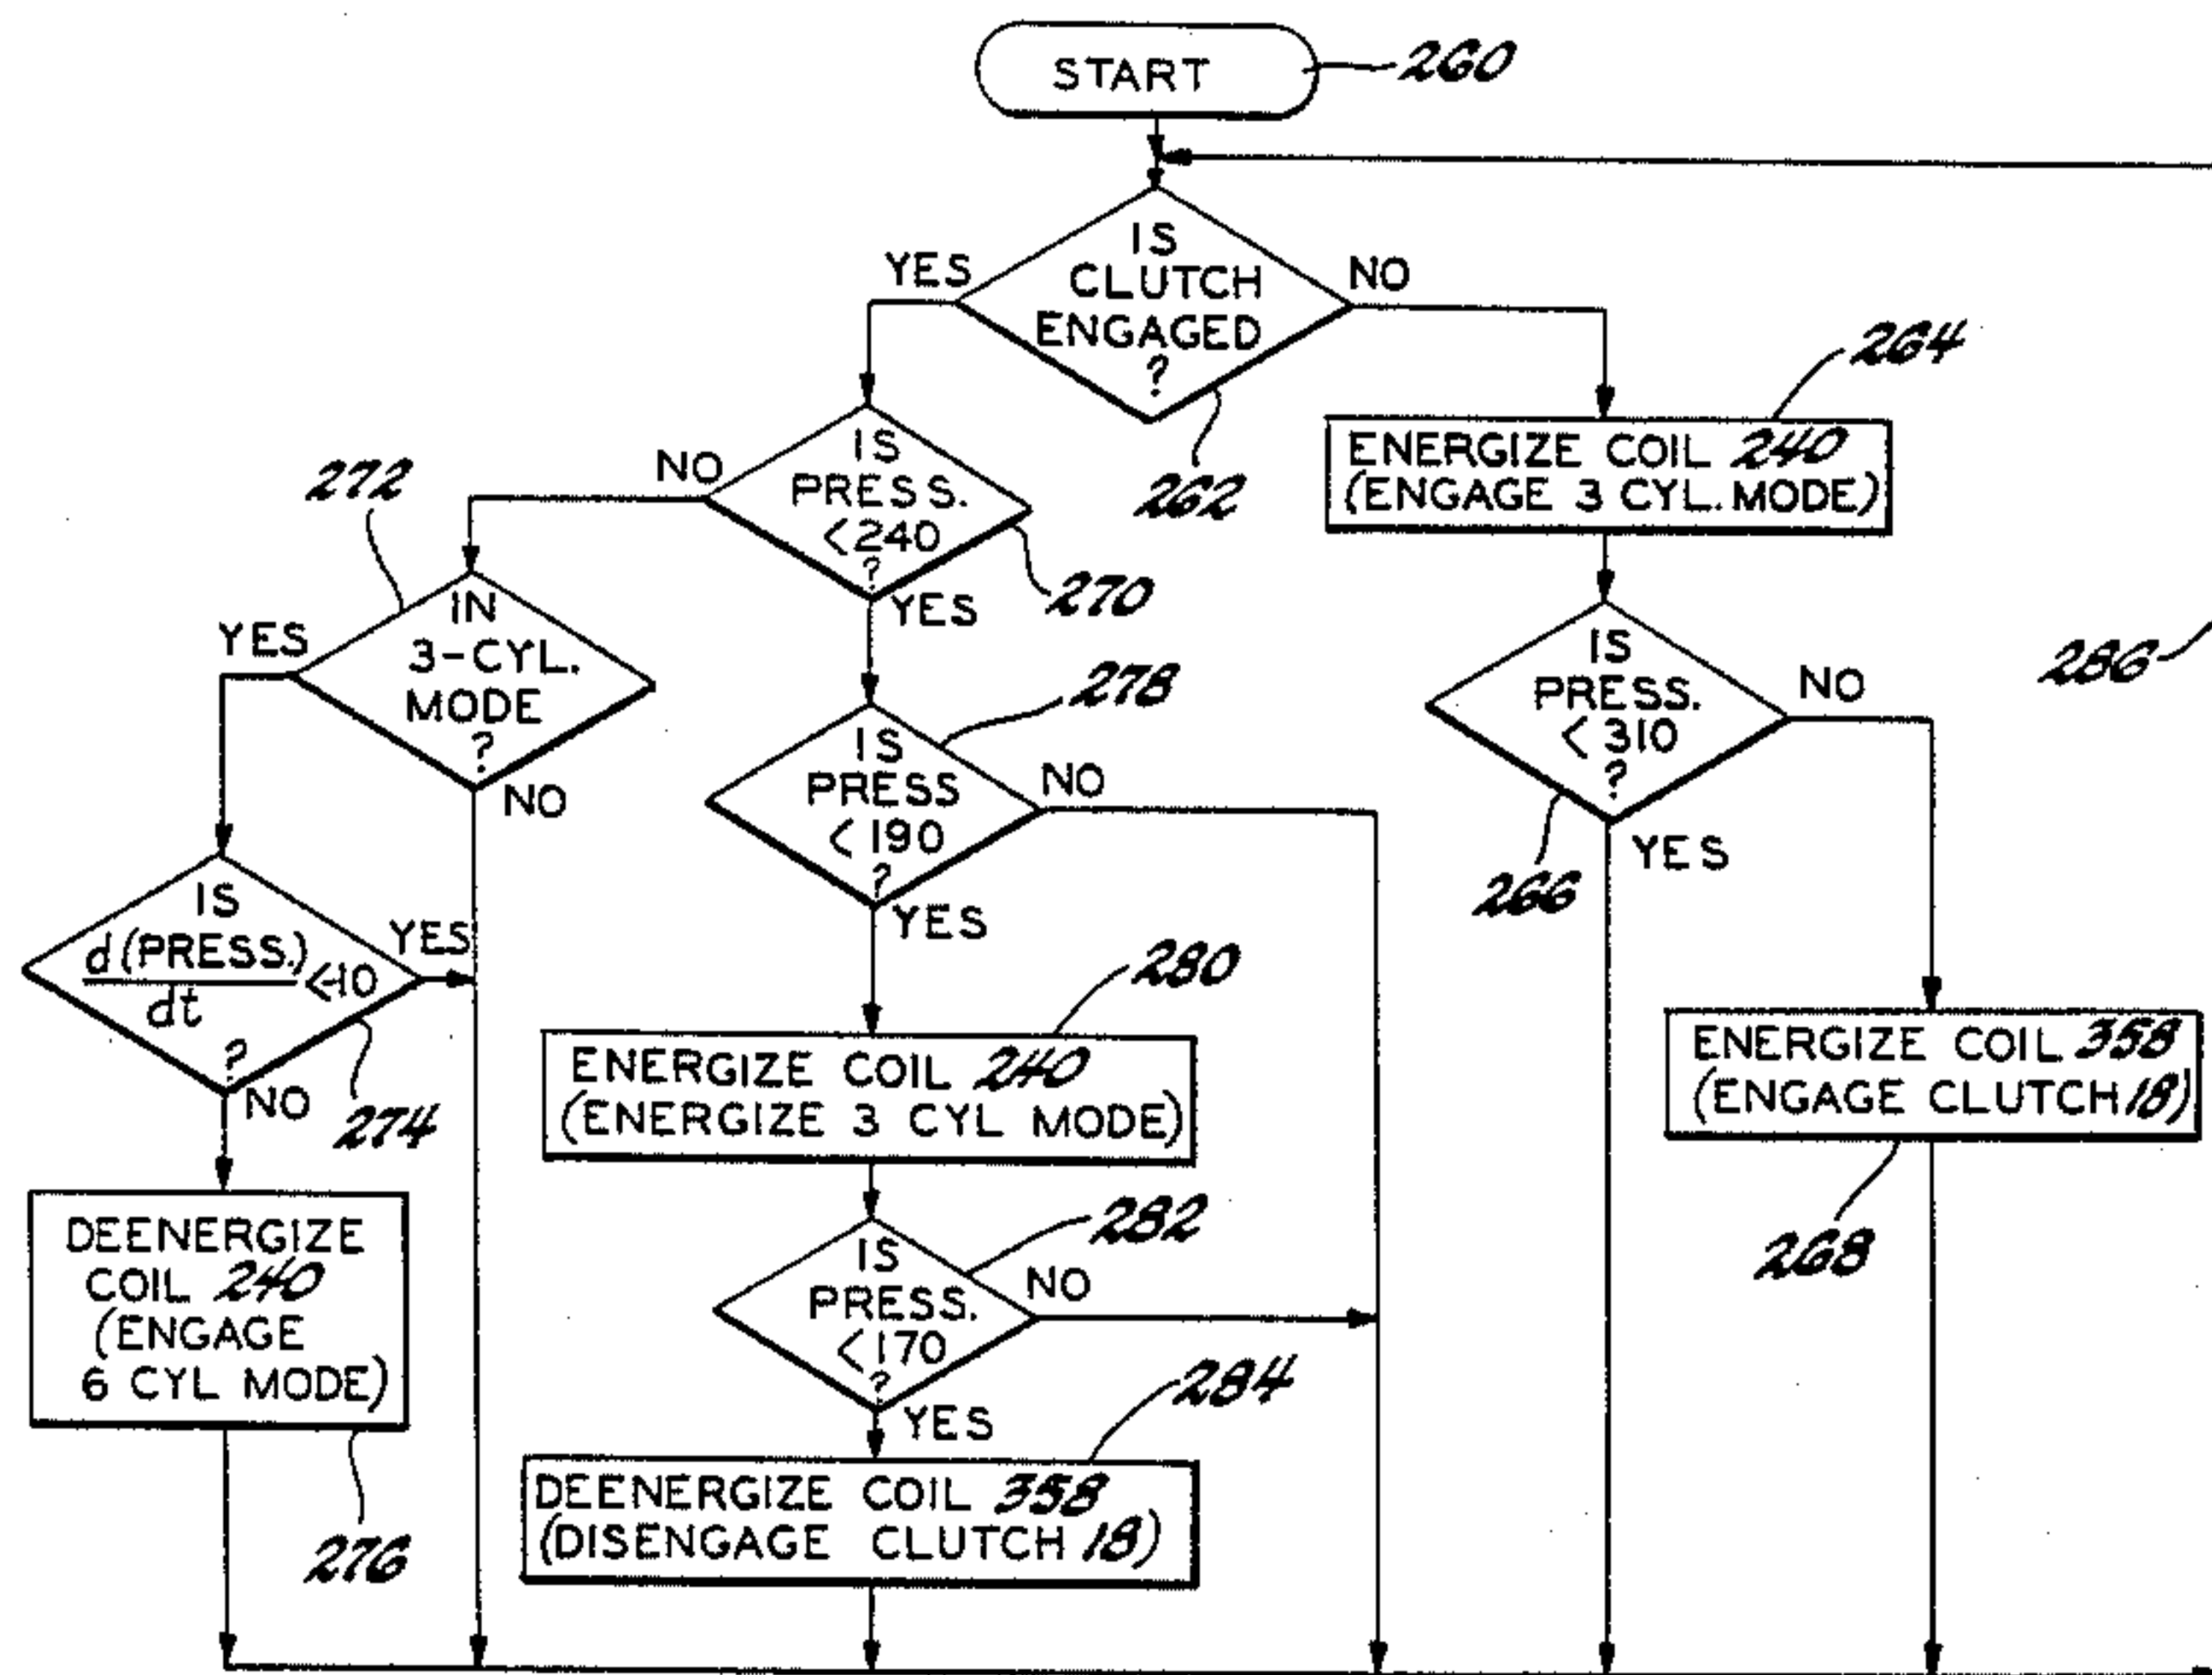 START
260
IS
CLUTCH
ENGAGED
?
YES
NO
262
264
ENERGIZE COIL 240
(ENGAGE 3 CYL. MODE)
IS
PRESS.
<240
?
NO
YES
270
272
IN
3-CYL.
MODE
?
YES
NO
IS
PRESS.
< 310
?
NO
YES
266
286
278
IS
PRESS
<190
?
NO
YES
IS
d(PRESS.)
dt
<-10
?
YES
NO
274
280
ENERGIZE COIL 240
(ENERGIZE 3 CYL MODE)
ENERGIZE COIL 358
(ENGAGE CLUTCH 18)
268
DEENERGIZE
COIL 240
(ENGAGE
6 CYL MODE)
276
282
IS
PRESS.
<170
?
NO
YES
284
DEENERGIZE COIL 358
(DISENGAGE CLUTCH 18)